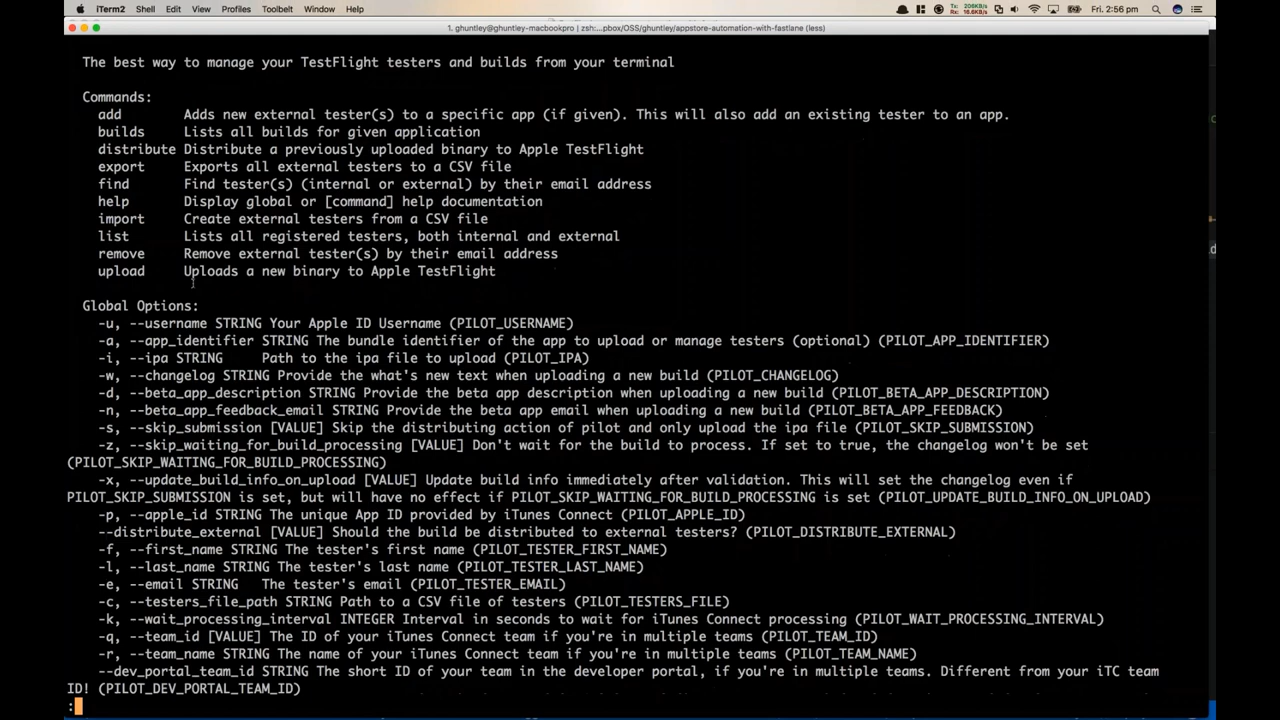 iTerm2 Shell Edit View Profiles Toolbelt Window Help Fri. 2:56 pm
1. ghuntley@ghuntley-macbookpro | zsh:...pbox/OSS/ghuntley/appstore-automation-with-fastlane (less)
The best way to manage your TestFlight testers and builds from your terminal
Commands:
add Adds new external tester(s) to a specific app (if given). This will also add an existing tester to an app.
builds Lists all builds for given application
distribute Distribute a previously uploaded binary to Apple TestFlight
export Exports all external testers to a CSV file
find Find tester(s) (internal or external) by their email address
help Display global or [command] help documentation
import Create external testers from a CSV file
list Lists all registered testers, both internal and external
remove Remove external tester(s) by their email address
upload Uploads a new binary to Apple TestFlight
Global Options:
-u, --username STRING Your Apple ID Username (PILOT_USERNAME)
-a, --app_identifier STRING The bundle identifier of the app to upload or manage testers (optional) (PILOT_APP_IDENTIFIER)
-i, --ipa STRING Path to the ipa file to upload (PILOT_IPA)
-w, --changelog STRING Provide the what's new text when uploading a new build (PILOT_CHANGELOG)
-d, --beta_app_description STRING Provide the beta app description when uploading a new build (PILOT_BETA_APP_DESCRIPTION)
-n, --beta_app_feedback_email STRING Provide the beta app email when uploading a new build (PILOT_BETA_APP_FEEDBACK)
-s, --skip_submission [VALUE] Skip the distributing action of pilot and only upload the ipa file (PILOT_SKIP_SUBMISSION)
-z, --skip_waiting_for_build_processing [VALUE] Don't wait for the build to process. If set to true, the changelog won't be set
(PILOT_SKIP_WAITING_FOR_BUILD_PROCESSING)
-x, --update_build_info_on_upload [VALUE] Update build info immediately after validation. This will set the changelog even if
PILOT_SKIP_SUBMISSION is set, but will have no effect if PILOT_SKIP_WAITING_FOR_BUILD_PROCESSING is set (PILOT_UPDATE_BUILD_INFO_ON_UPLOAD)
-p, --apple_id STRING The unique App ID provided by iTunes Connect (PILOT_APPLE_ID)
--distribute_external [VALUE] Should the build be distributed to external testers? (PILOT_DISTRIBUTE_EXTERNAL)
-f, --first_name STRING The tester's first name (PILOT_TESTER_FIRST_NAME)
-l, --last_name STRING The tester's last name (PILOT_TESTER_LAST_NAME)
-e, --email STRING The tester's email (PILOT_TESTER_EMAIL)
-c, --testers_file_path STRING Path to a CSV file of testers (PILOT_TESTERS_FILE)
-k, --wait_processing_interval INTEGER Interval in seconds to wait for iTunes Connect processing (PILOT_WAIT_PROCESSING_INTERVAL)
-q, --team_id [VALUE] The ID of your iTunes Connect team if you're in multiple teams (PILOT_TEAM_ID)
-r, --team_name STRING The name of your iTunes Connect team if you're in multiple teams (PILOT_TEAM_NAME)
--dev_portal_team_id STRING The short ID of your team in the developer portal, if you're in multiple teams. Different from your iTC team
ID! (PILOT_DEV_PORTAL_TEAM_ID)
: